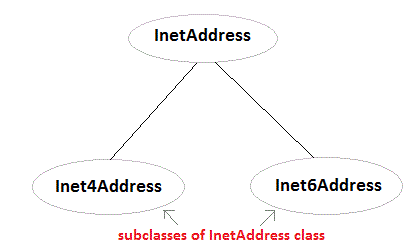 InetAddress
Inet4Address
Inet6Address
subclasses of InetAddress class